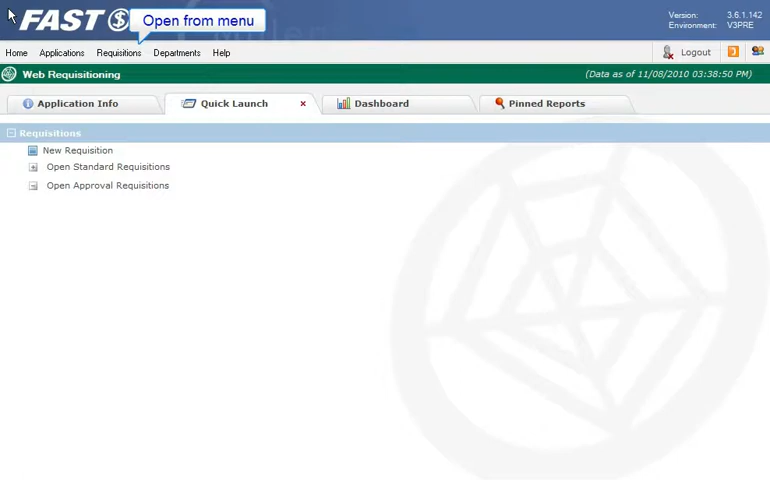 FAST $
Open from menu
Version: 3.6.1.142
Environment: V3PRE
Home Applications Requisitions Departments Help Logout
Web Requisitioning (Data as of 11/08/2010 03:38:50 PM)
Application Info Quick Launch x Dashboard Pinned Reports
Requisitions
New Requisition
Open Standard Requisitions
Open Approval Requisitions